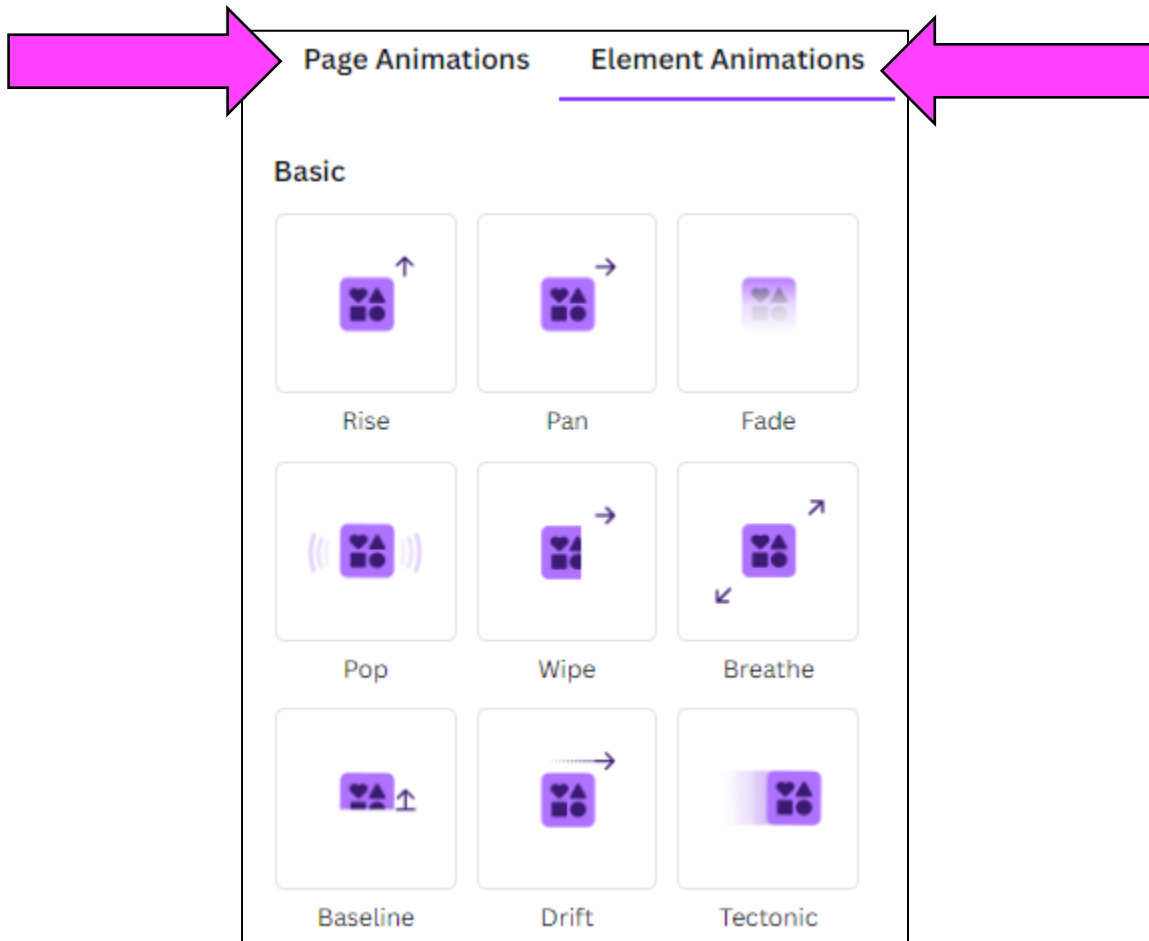 Page Animations Element Animations
Basic
Rise Pan Fade
Pop Wipe Breathe
Baseline Drift Tectonic